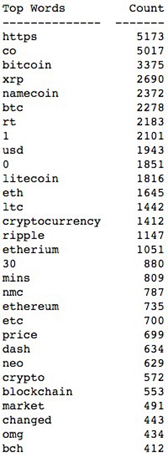 Top Words Count
--------------- --------
https 5173
co 5017
bitcoin 3375
xrp 2690
namecoin 2372
btc 2278
rt 2183
1 2101
usd 1943
0 1851
litecoin 1816
eth 1645
ltc 1442
cryptocurrency 1412
ripple 1147
etherium 1051
30 880
mins 809
nmc 787
ethereum 735
etc 700
price 699
dash 634
neo 629
crypto 572
blockchain 553
market 491
changed 443
omg 434
bch 412